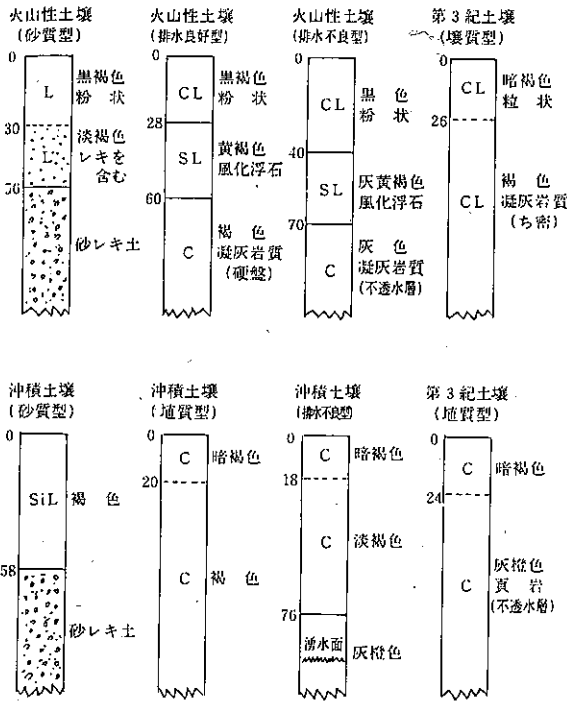 火山性土壌
(砂質型)
0
L
黒褐色
粉 状
30
L
淡褐色
レキを
含む
56
砂レキ土
火山性土壌
(排水良好型)
0
CL
黒褐色
粉 状
28
SL
黄褐色
風化浮石
60
C
褐 色
凝灰岩質
(硬盤)
火山性土壌
(排水不良型)
0
CL
黒 色
粉 状
40
SL
灰黄褐色
風化浮石
70
C
灰 色
凝灰岩質
(不透水層)
第3紀土壌
(壌質型)
0
CL
暗褐色
粒 状
26
CL
褐 色
凝灰岩質
(ち密)
沖積土壌
(砂質型)
0
SiL
褐 色
58
砂レキ土
沖積土壌
(埴質型)
0
C
暗褐色
20
C
褐 色
沖積土壌
(排水不良型)
0
C
暗褐色
18
C
淡褐色
76
湧水面
灰橙色
第3紀土壌
(埴質型)
0
C
暗褐色
24
C
灰橙色
頁 岩
(不透水層)